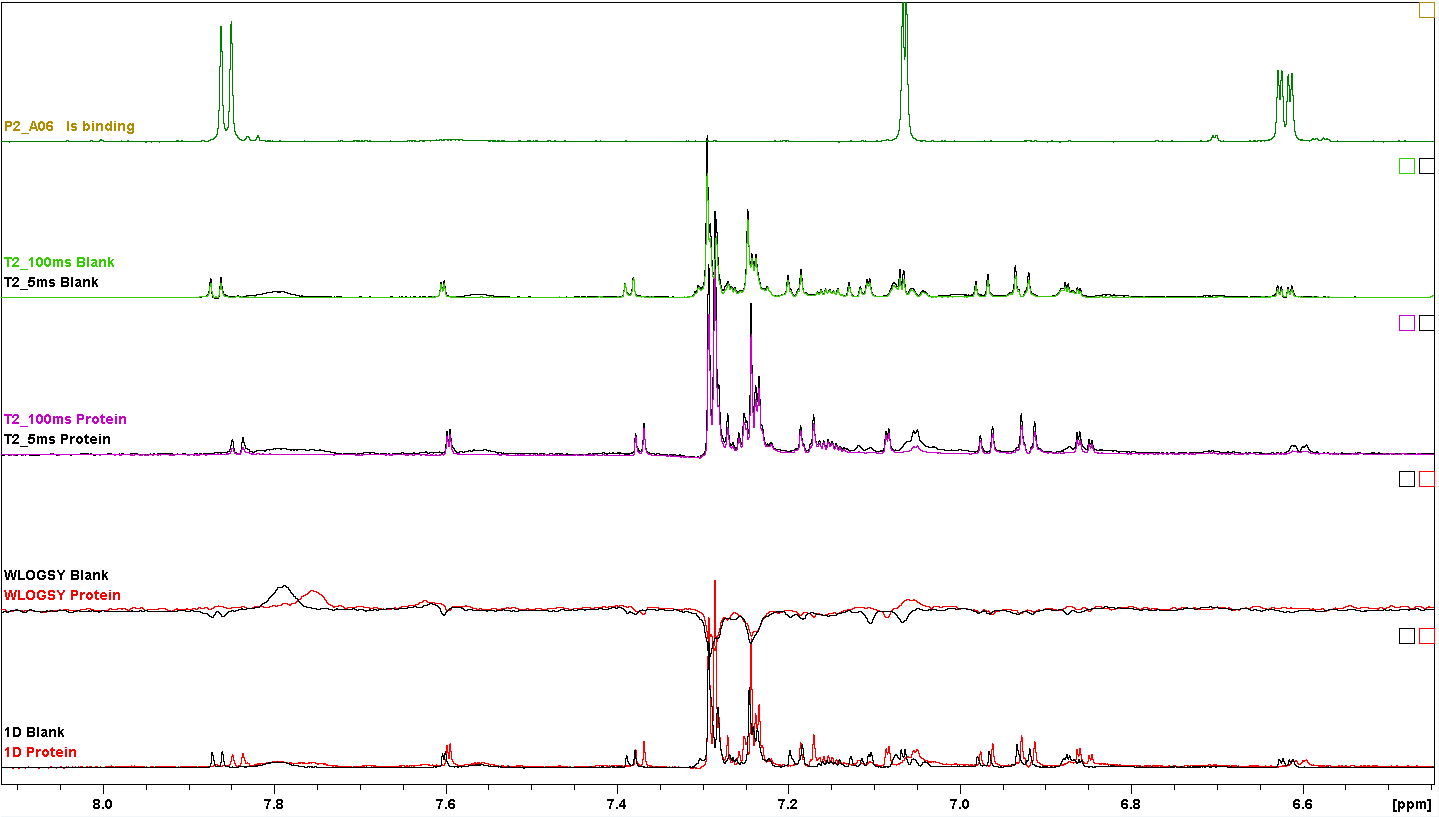 P2_A06 Is binding
T2_100ms Blank
T2_5ms Blank
T2_100ms Protein
T2_5ms Protein
WLOGSY Blank
WLOGSY Protein
1D Blank
1D Protein
8.0 7.8 7.6 7.4 7.2 7.0 6.8 6.6 [ppm]